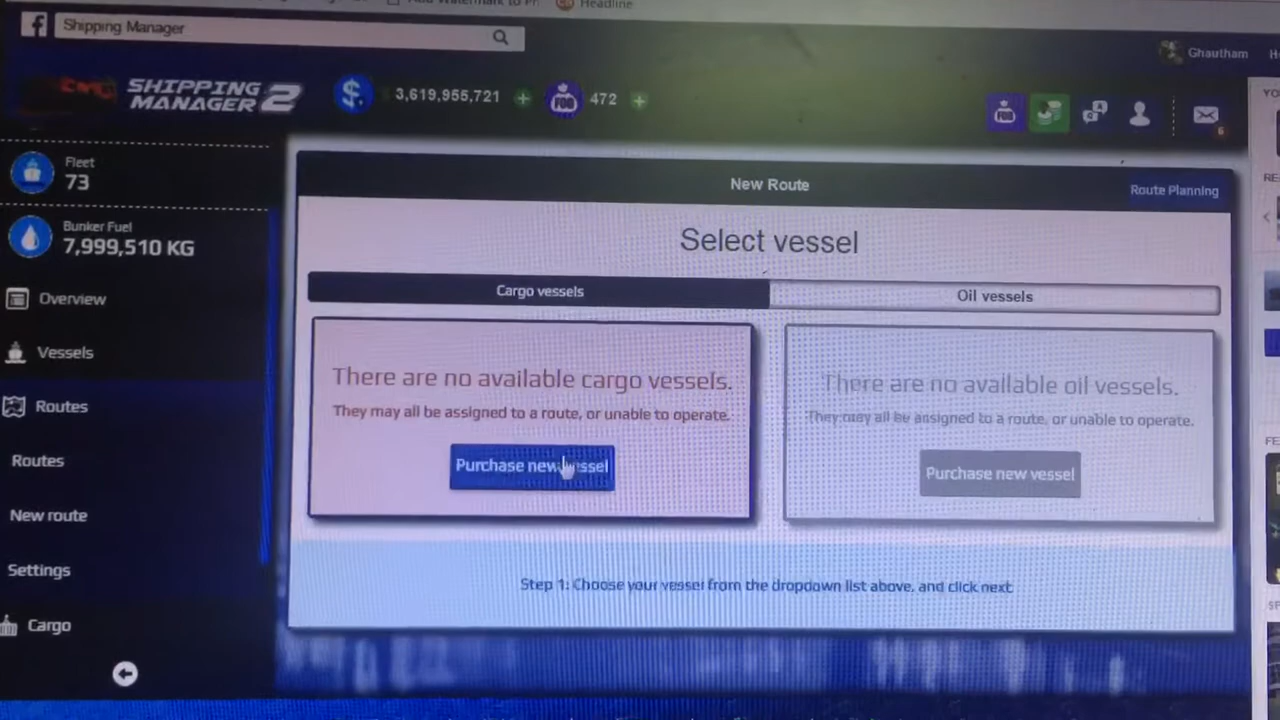 Headline
Shipping Manager
Ghautham
SHIPPING
MANAGER 2
3,619,955,721
FOO
472
FOO
6
Fleet
73
Bunker Fuel
7,999,510 KG
Overview
Vessels
Routes
Routes
New route
Settings
Cargo
New Route
Route Planning
Select vessel
Cargo vessels
Oil vessels
There are no available cargo vessels.
They may all be assigned to a route, or unable to operate.
Purchase new vessel
There are no available oil vessels.
They may all be assigned to a route, or unable to operate.
Purchase new vessel
Step 1: Choose your vessel from the dropdown list above, and click next